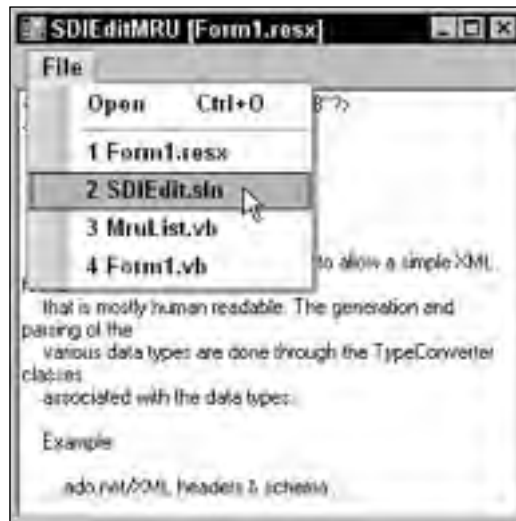 SDIEditMRU [Form1.resx]
File
Open Ctrl+O
8"?>
1 Form1.resx
2 SDIEdit.sln
3 MruList.vb
4 Form1.vb
to allow a simple XML
that is mostly human readable. The generation and
parsing of the
various data types are done through the TypeConverter
classes
associated with the data types.
Example
ado.net/XML headers & schema